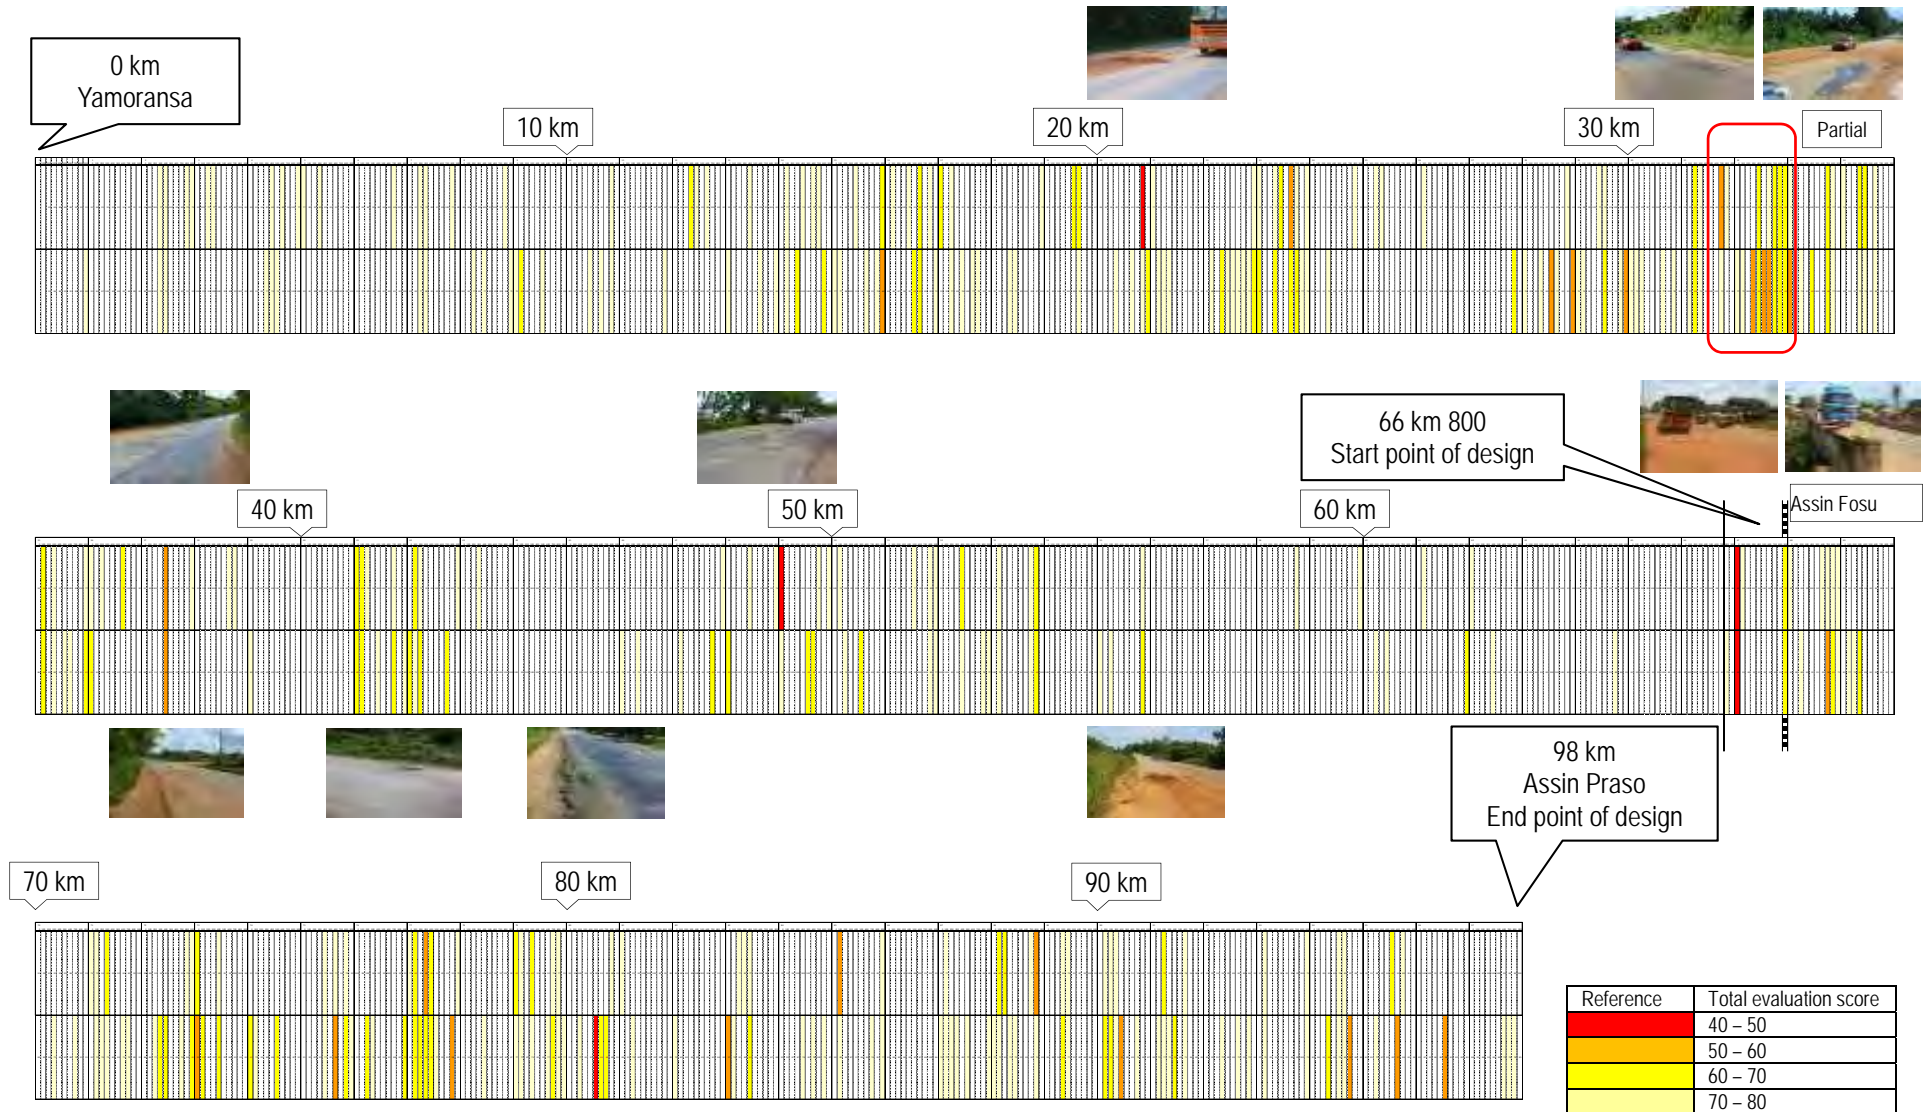 0 km
Yamoransa
10 km
20 km
30 km
Partial
40 km
50 km
60 km
66 km 800
Start point of design
Assin Fosu
98 km
Assin Praso
End point of design
70 km
80 km
90 km
Reference Total evaluation score
40 – 50
50 – 60
60 – 70
70 – 80